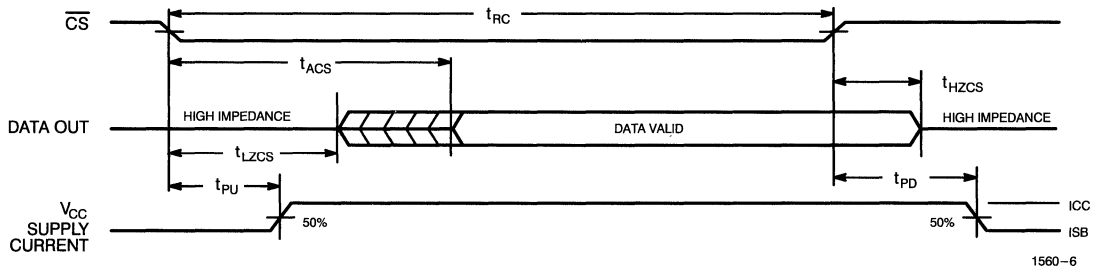 CS
tRC
tACS
tHZCS
DATA OUT
HIGH IMPEDANCE
DATA VALID
HIGH IMPEDANCE
tLZCS
tPU
tPD
VCC
SUPPLY
CURRENT
50%
50%
ICC
ISB
1560–6